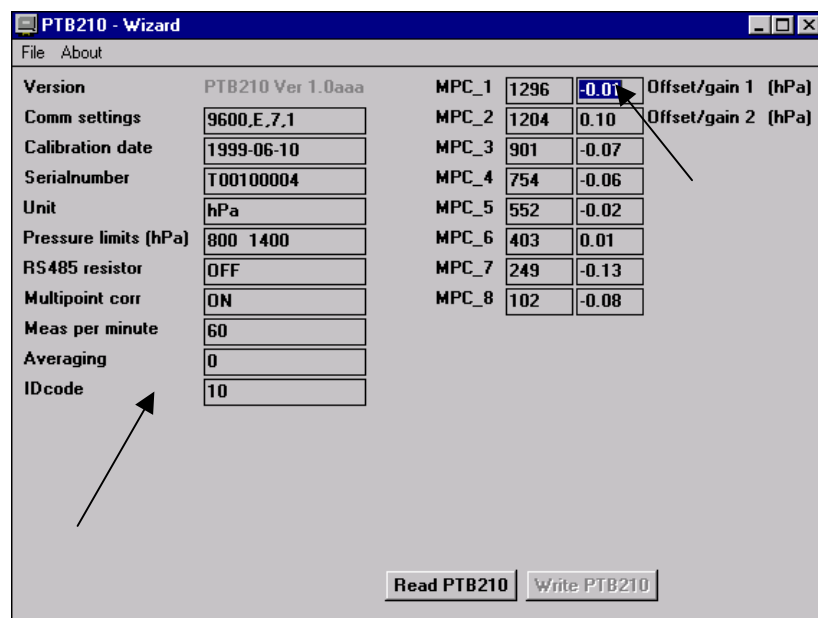 PTB210 - Wizard
File About
Version PTB210 Ver 1.0aaa MPC_1 1296 -0.01 Offset/gain 1 (hPa)
Comm settings 9600,E,7,1 MPC_2 1204 0.10 Offset/gain 2 (hPa)
Calibration date 1999-06-10 MPC_3 901 -0.07
Serialnumber T00100004 MPC_4 754 -0.06
Unit hPa MPC_5 552 -0.02
Pressure limits (hPa) 800 1400 MPC_6 403 0.01
RS485 resistor OFF MPC_7 249 -0.13
Multipoint corr ON MPC_8 102 -0.08
Meas per minute 60
Averaging 0
IDcode 10
Read PTB210 Write PTB210